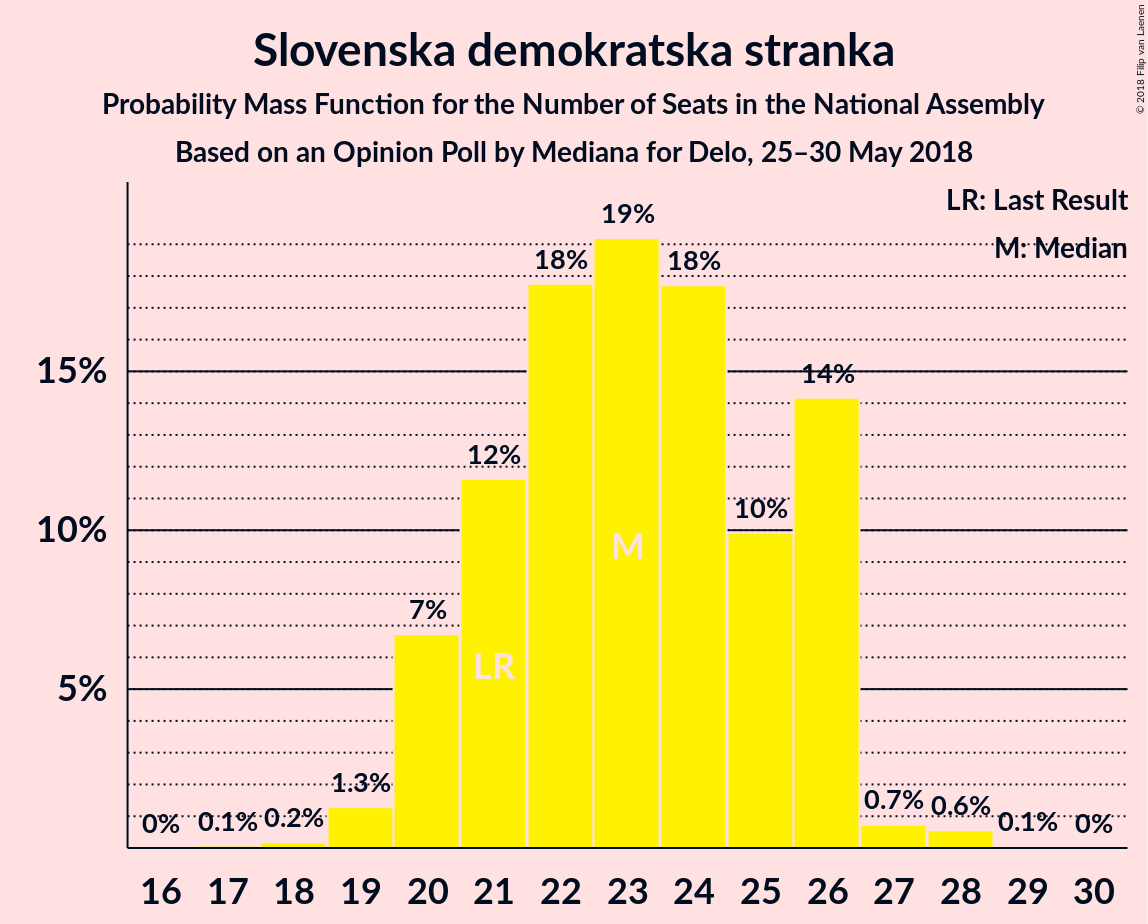 Slovenska demokratska stranka
Probability Mass Function for the Number of Seats in the National Assembly
Based on an Opinion Poll by Mediana for Delo, 25–30 May 2018
© 2018 Filip van Laenen
LR: Last Result
M: Median
15%
10%
5%
0%
0.1%
0.2%
1.3%
7%
12%
18%
19%
18%
10%
14%
0.7%
0.6%
0.1%
0%
LR
M
16 17 18 19 20 21 22 23 24 25 26 27 28 29 30